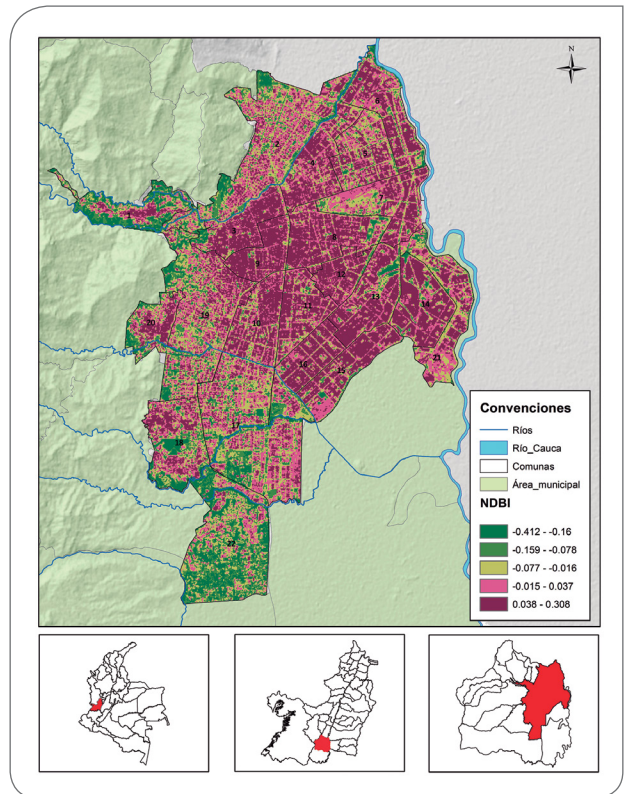 N
6
2
4
5
7
1
3
8
9
12
13
11
14
20
19
10
16
15
21
17
18
22
Convenciones
Ríos
Río_Cauca
Comunas
Área_municipal
NDBI
-0.412 - -0.16
-0.159 - -0.078
-0.077 - -0.016
-0.015 - 0.037
0.038 - 0.308